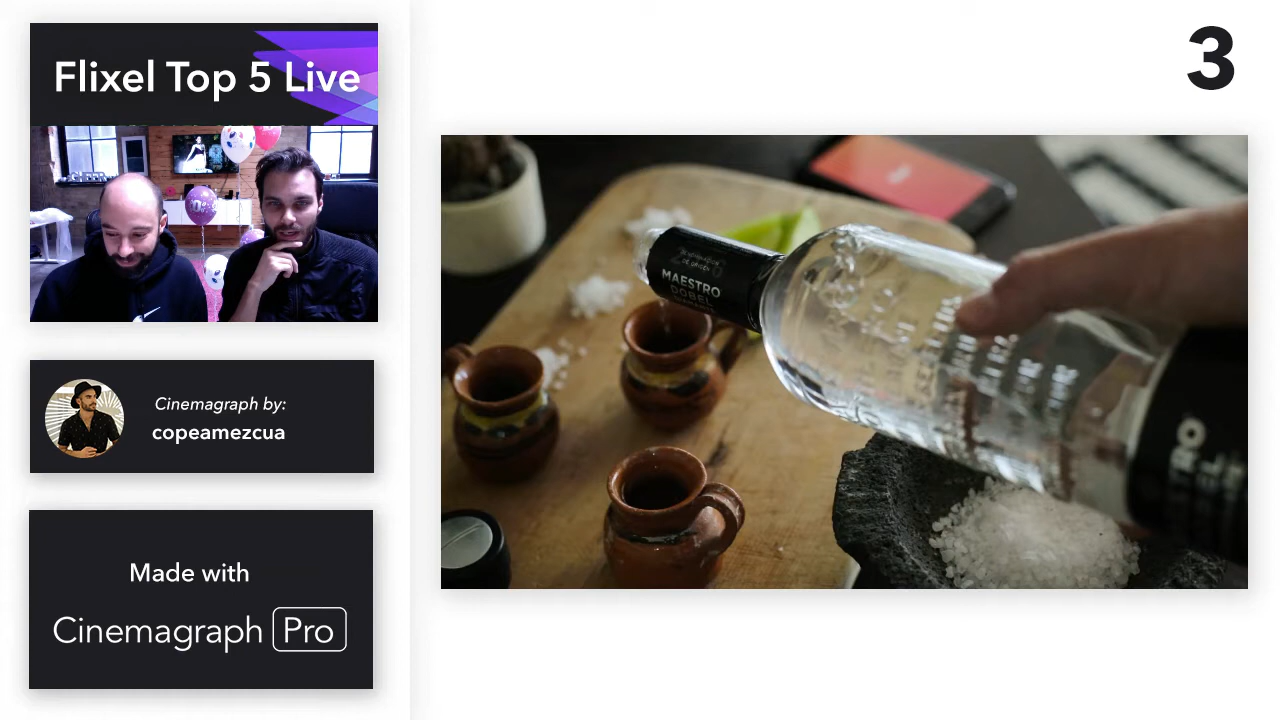 Flixel Top 5 Live
3
Cinemagraph by:
copeamezcua
Made with
Cinemagraph Pro
MAESTRO
DOBEL